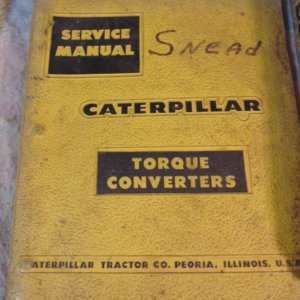 SERVICE
MANUAL
Snead
CATERPILLAR
TORQUE
CONVERTERS
CATERPILLAR TRACTOR CO. PEORIA, ILLINOIS, U.S.A